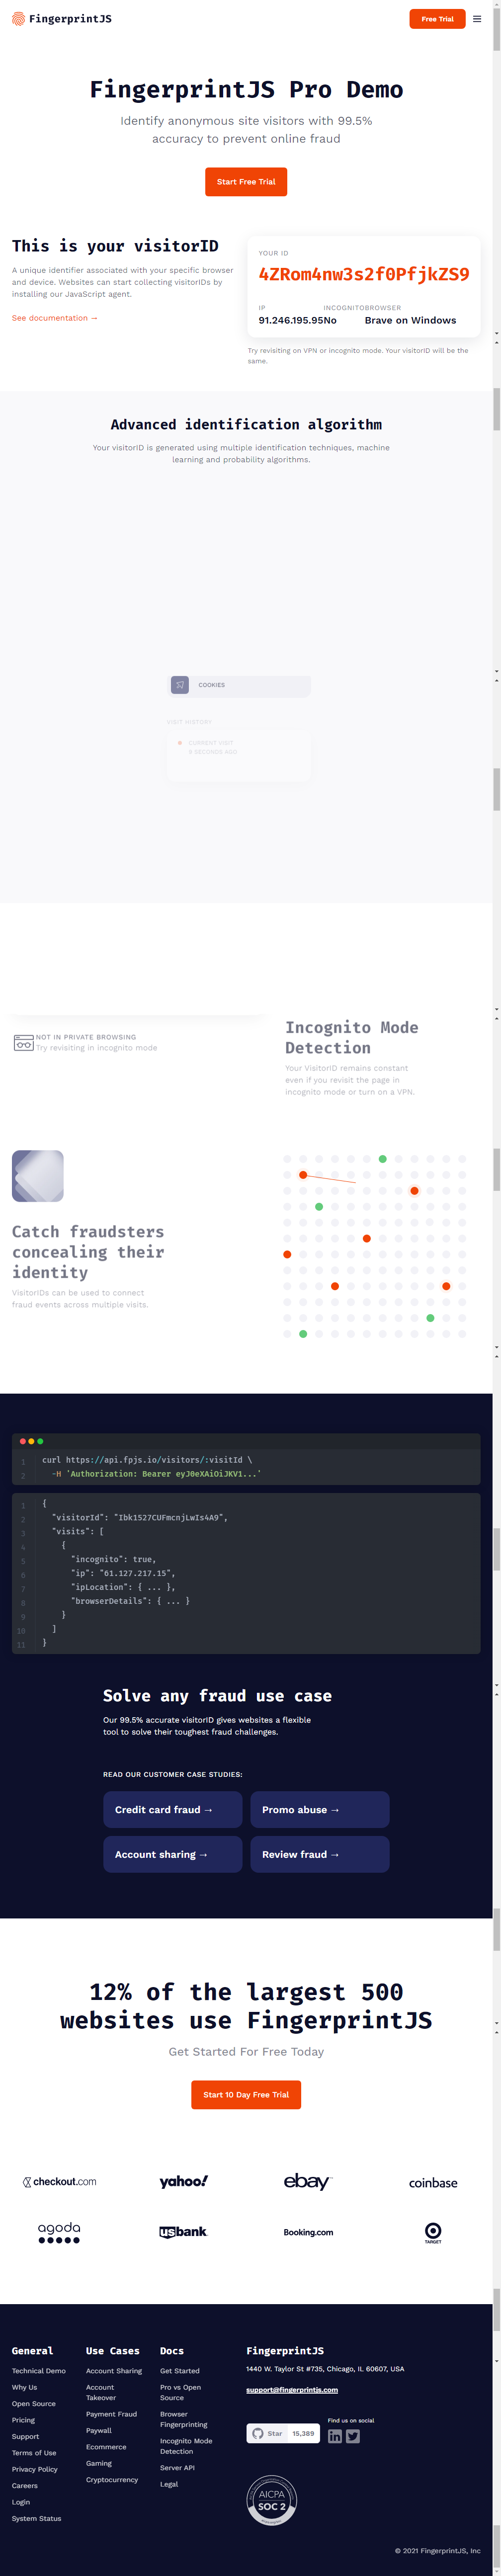 FingerprintJS
Free Trial
FingerprintJS Pro Demo
Identify anonymous site visitors with 99.5%
accuracy to prevent online fraud
Start Free Trial
This is your visitorID
A unique identifier associated with your specific browser
and device. Websites can start collecting visitorIDs by
installing our JavaScript agent.
See documentation →
YOUR ID
4ZRom4nw3s2f0PfjkZS9
IP INCOGNITO BROWSER
91.246.195.95 No Brave on Windows
Try revisiting on VPN or incognito mode. Your visitorID will be the
same.
Advanced identification algorithm
Your visitorID is generated using multiple identification techniques, machine
learning and probability algorithms.
COOKIES
VISIT HISTORY
CURRENT VISIT
9 SECONDS AGO
NOT IN PRIVATE BROWSING
Try revisiting in incognito mode
Incognito Mode
Detection
Your VisitorID remains constant
even if you revisit the page in
incognito mode or turn on a VPN.
Catch fraudsters
concealing their
identity
VisitorIDs can be used to connect
fraud events across multiple visits.
1 curl https://api.fpjs.io/visitors/:visitId \
2 -H 'Authorization: Bearer eyJ0eXAiOiJKV1...'
1 {
2 "visitorId": "Ibk1527CUFmcnjLwIs4A9",
3 "visits": [
4 {
5 "incognito": true,
6 "ip": "61.127.217.15",
7 "ipLocation": { ... },
8 "browserDetails": { ... }
9 }
10 ]
11 }
Solve any fraud use case
Our 99.5% accurate visitorID gives websites a flexible
tool to solve their toughest fraud challenges.
READ OUR CUSTOMER CASE STUDIES:
Credit card fraud →
Promo abuse →
Account sharing →
Review fraud →
12% of the largest 500
websites use FingerprintJS
Get Started For Free Today
Start 10 Day Free Trial
checkout.com
yahoo!
ebay
coinbase
agoda
usbank
Booking.com
TARGET
General
Technical Demo
Why Us
Open Source
Pricing
Support
Terms of Use
Privacy Policy
Careers
Login
System Status
Use Cases
Account Sharing
Account
Takeover
Payment Fraud
Paywall
Ecommerce
Gaming
Cryptocurrency
Docs
Get Started
Pro vs Open
Source
Browser
Fingerprinting
Incognito Mode
Detection
Server API
Legal
FingerprintJS
1440 W. Taylor St #735, Chicago, IL 60607, USA
support@fingerprintjs.com
Star 15,389
Find us on social
AICPA
SOC 2
© 2021 FingerprintJS, Inc